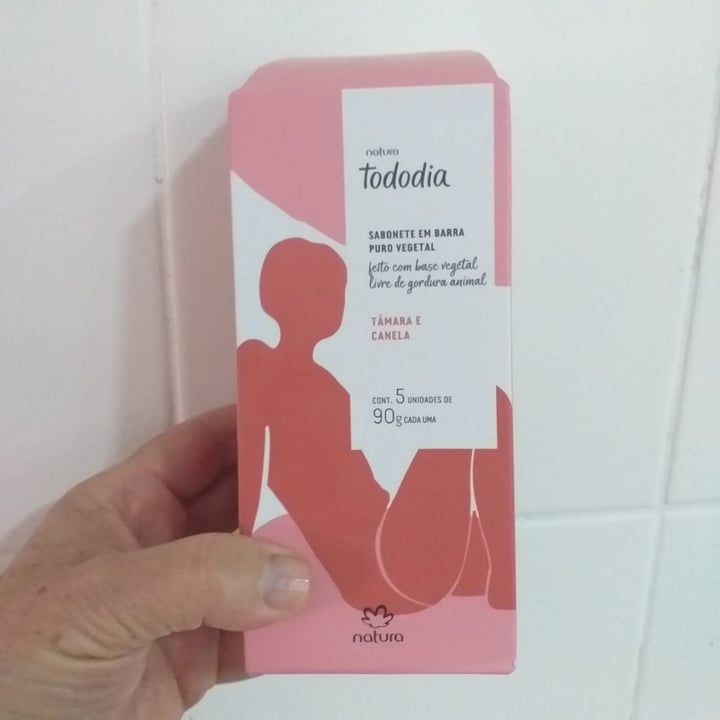 natura
tododia
SABONETE EM BARRA
PURO VEGETAL
feito com base vegetal
livre de gordura animal
TÂMARA E
CANELA
CONT. 5 UNIDADES DE
90g CADA UMA
natura